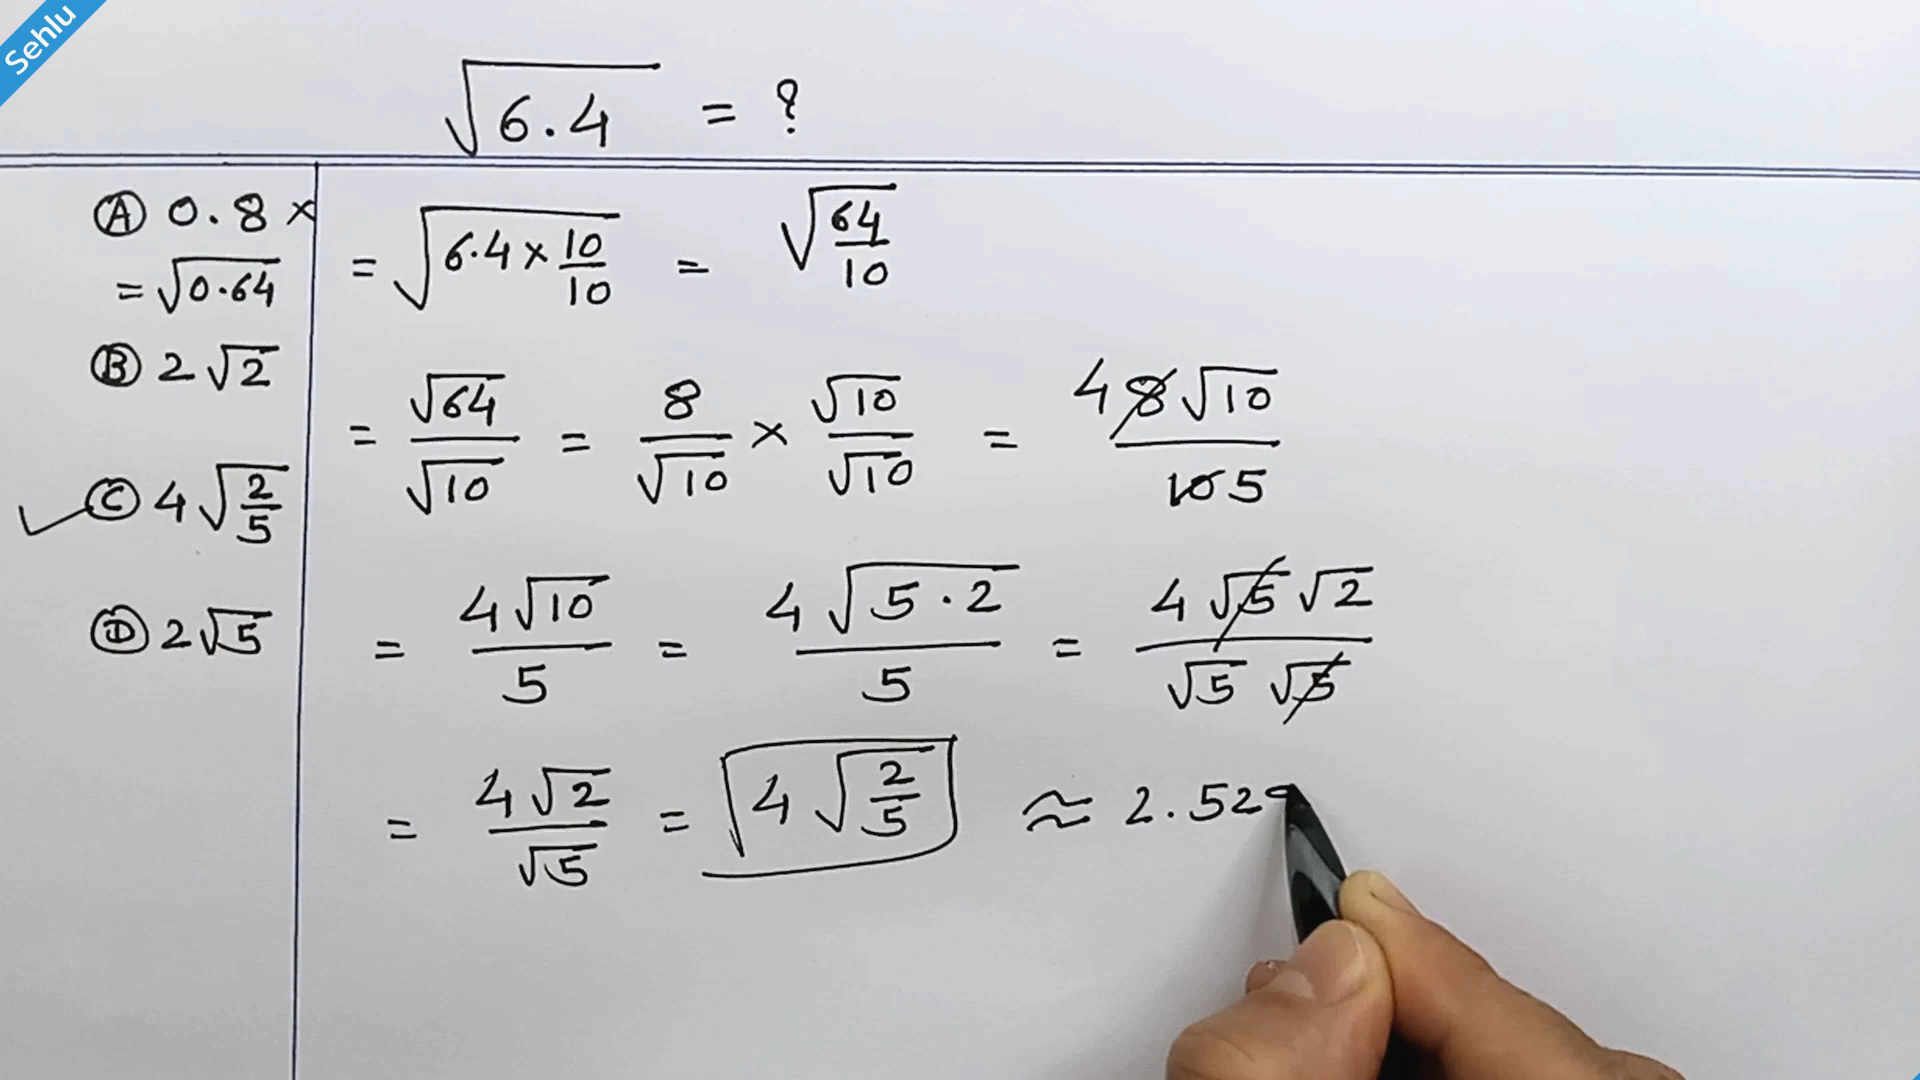 Sehlu
√6.4 = ?
Ⓐ 0.8 ×
= √0.64
Ⓑ 2√2
✓ Ⓒ 4√(2/5)
Ⓓ 2√5
= √(6.4 × 10/10) = √(64/10)
= √64/√10 = 8/√10 × √10/√10 = 4 8√10 / 10 5
= 4√10/5 = 4√(5·2)/5 = 4√5√2/√5√5
= 4√2/√5 = 4√(2/5) ≈ 2.529